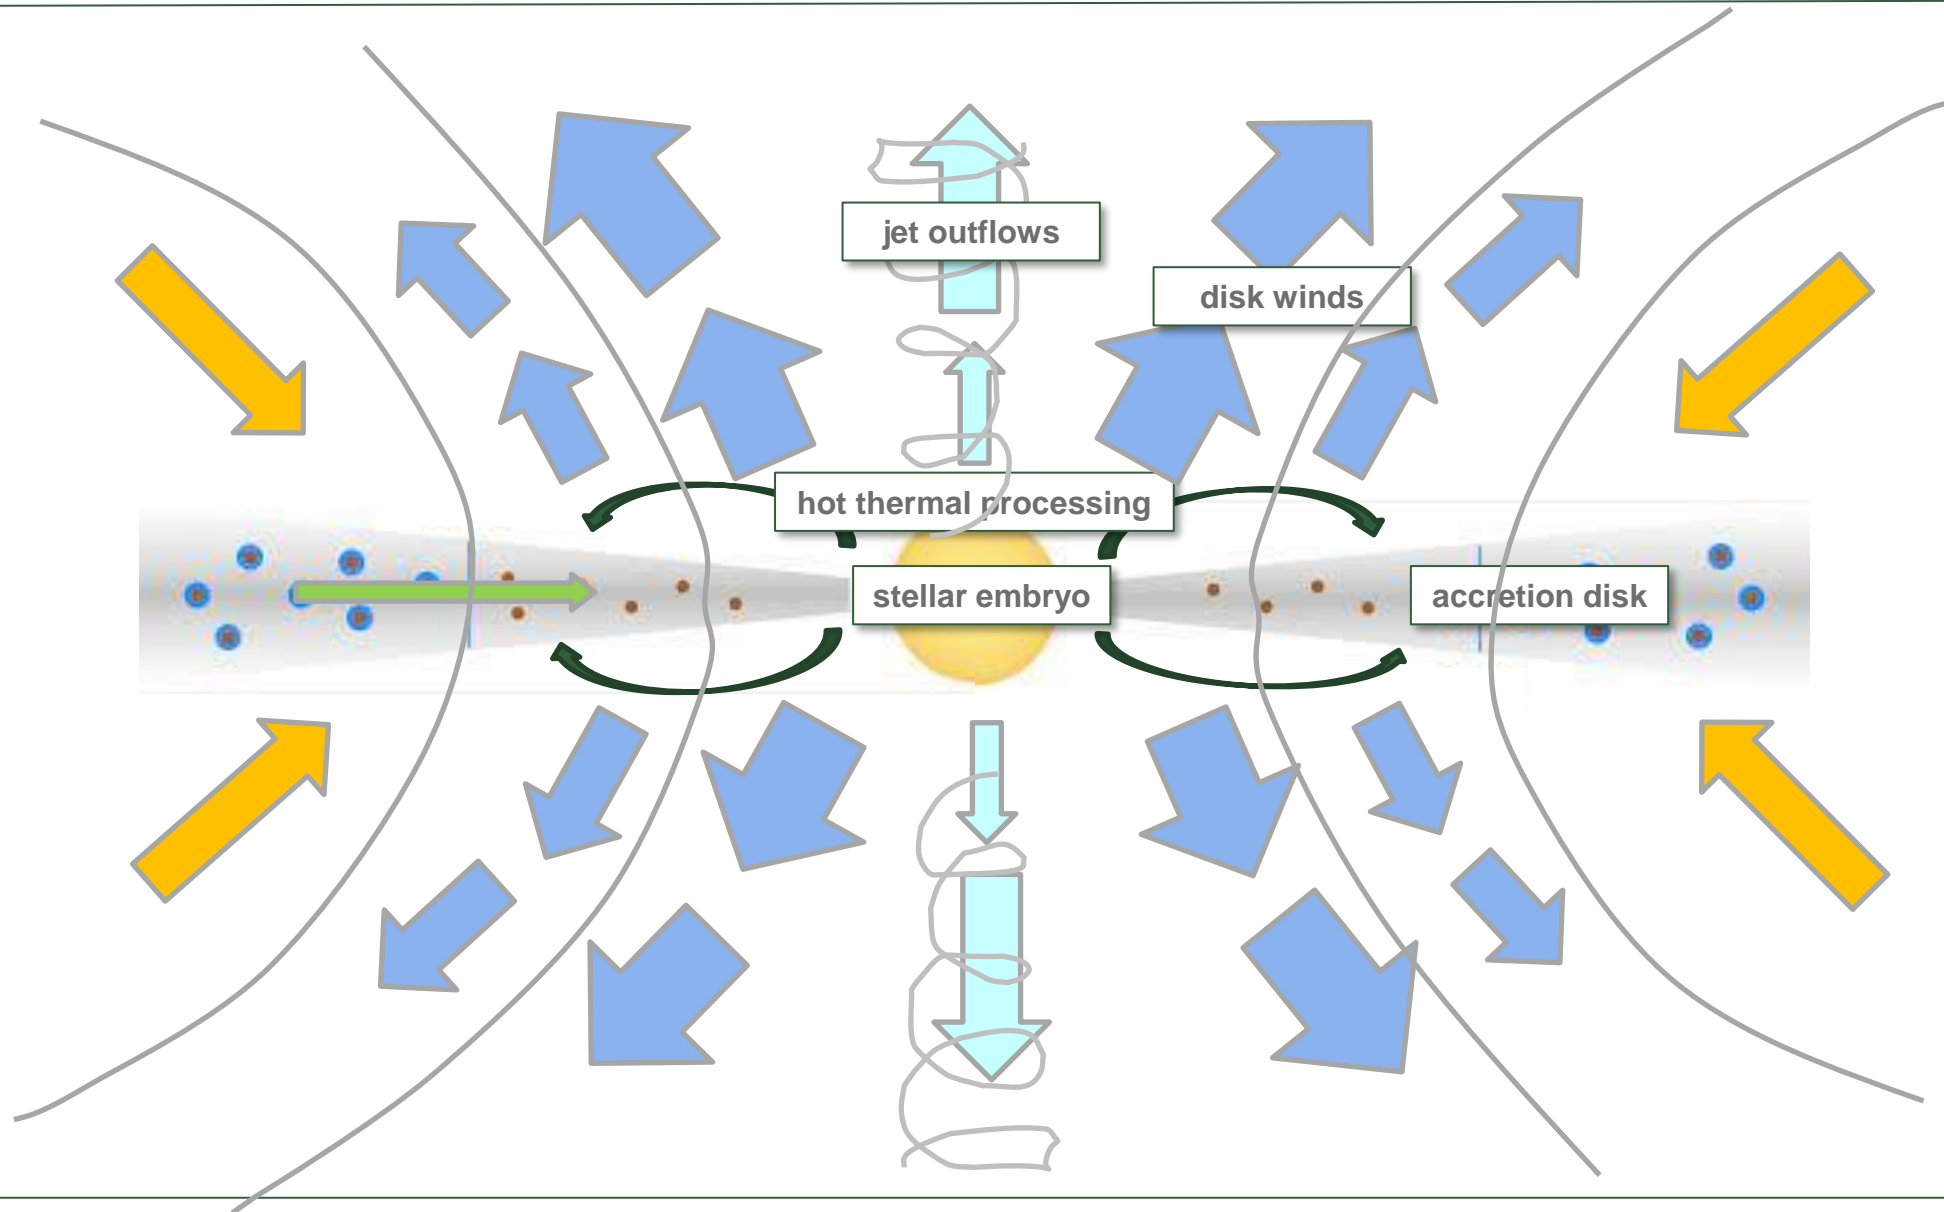 jet outflows
disk winds
hot thermal processing
stellar embryo
accretion disk